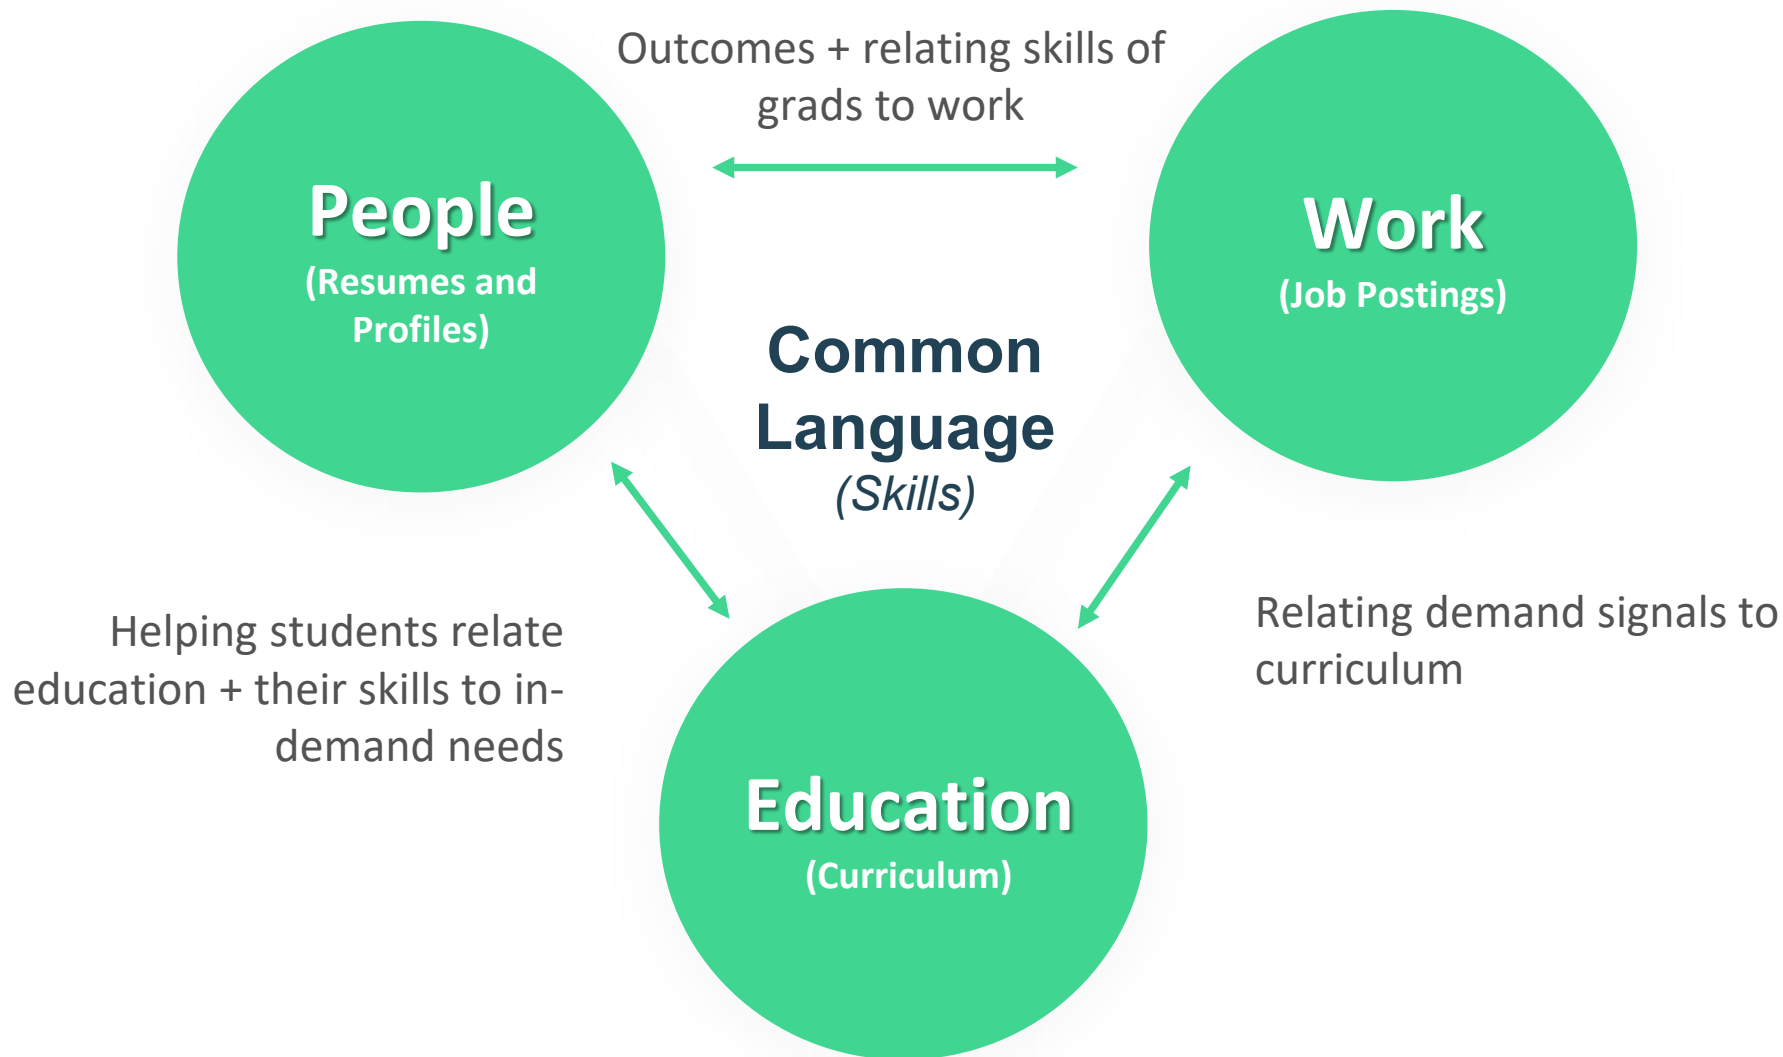 Outcomes + relating skills of
grads to work
People
(Resumes and
Profiles)
Work
(Job Postings)
Common
Language
(Skills)
Helping students relate
education + their skills to in-
demand needs
Relating demand signals to
curriculum
Education
(Curriculum)